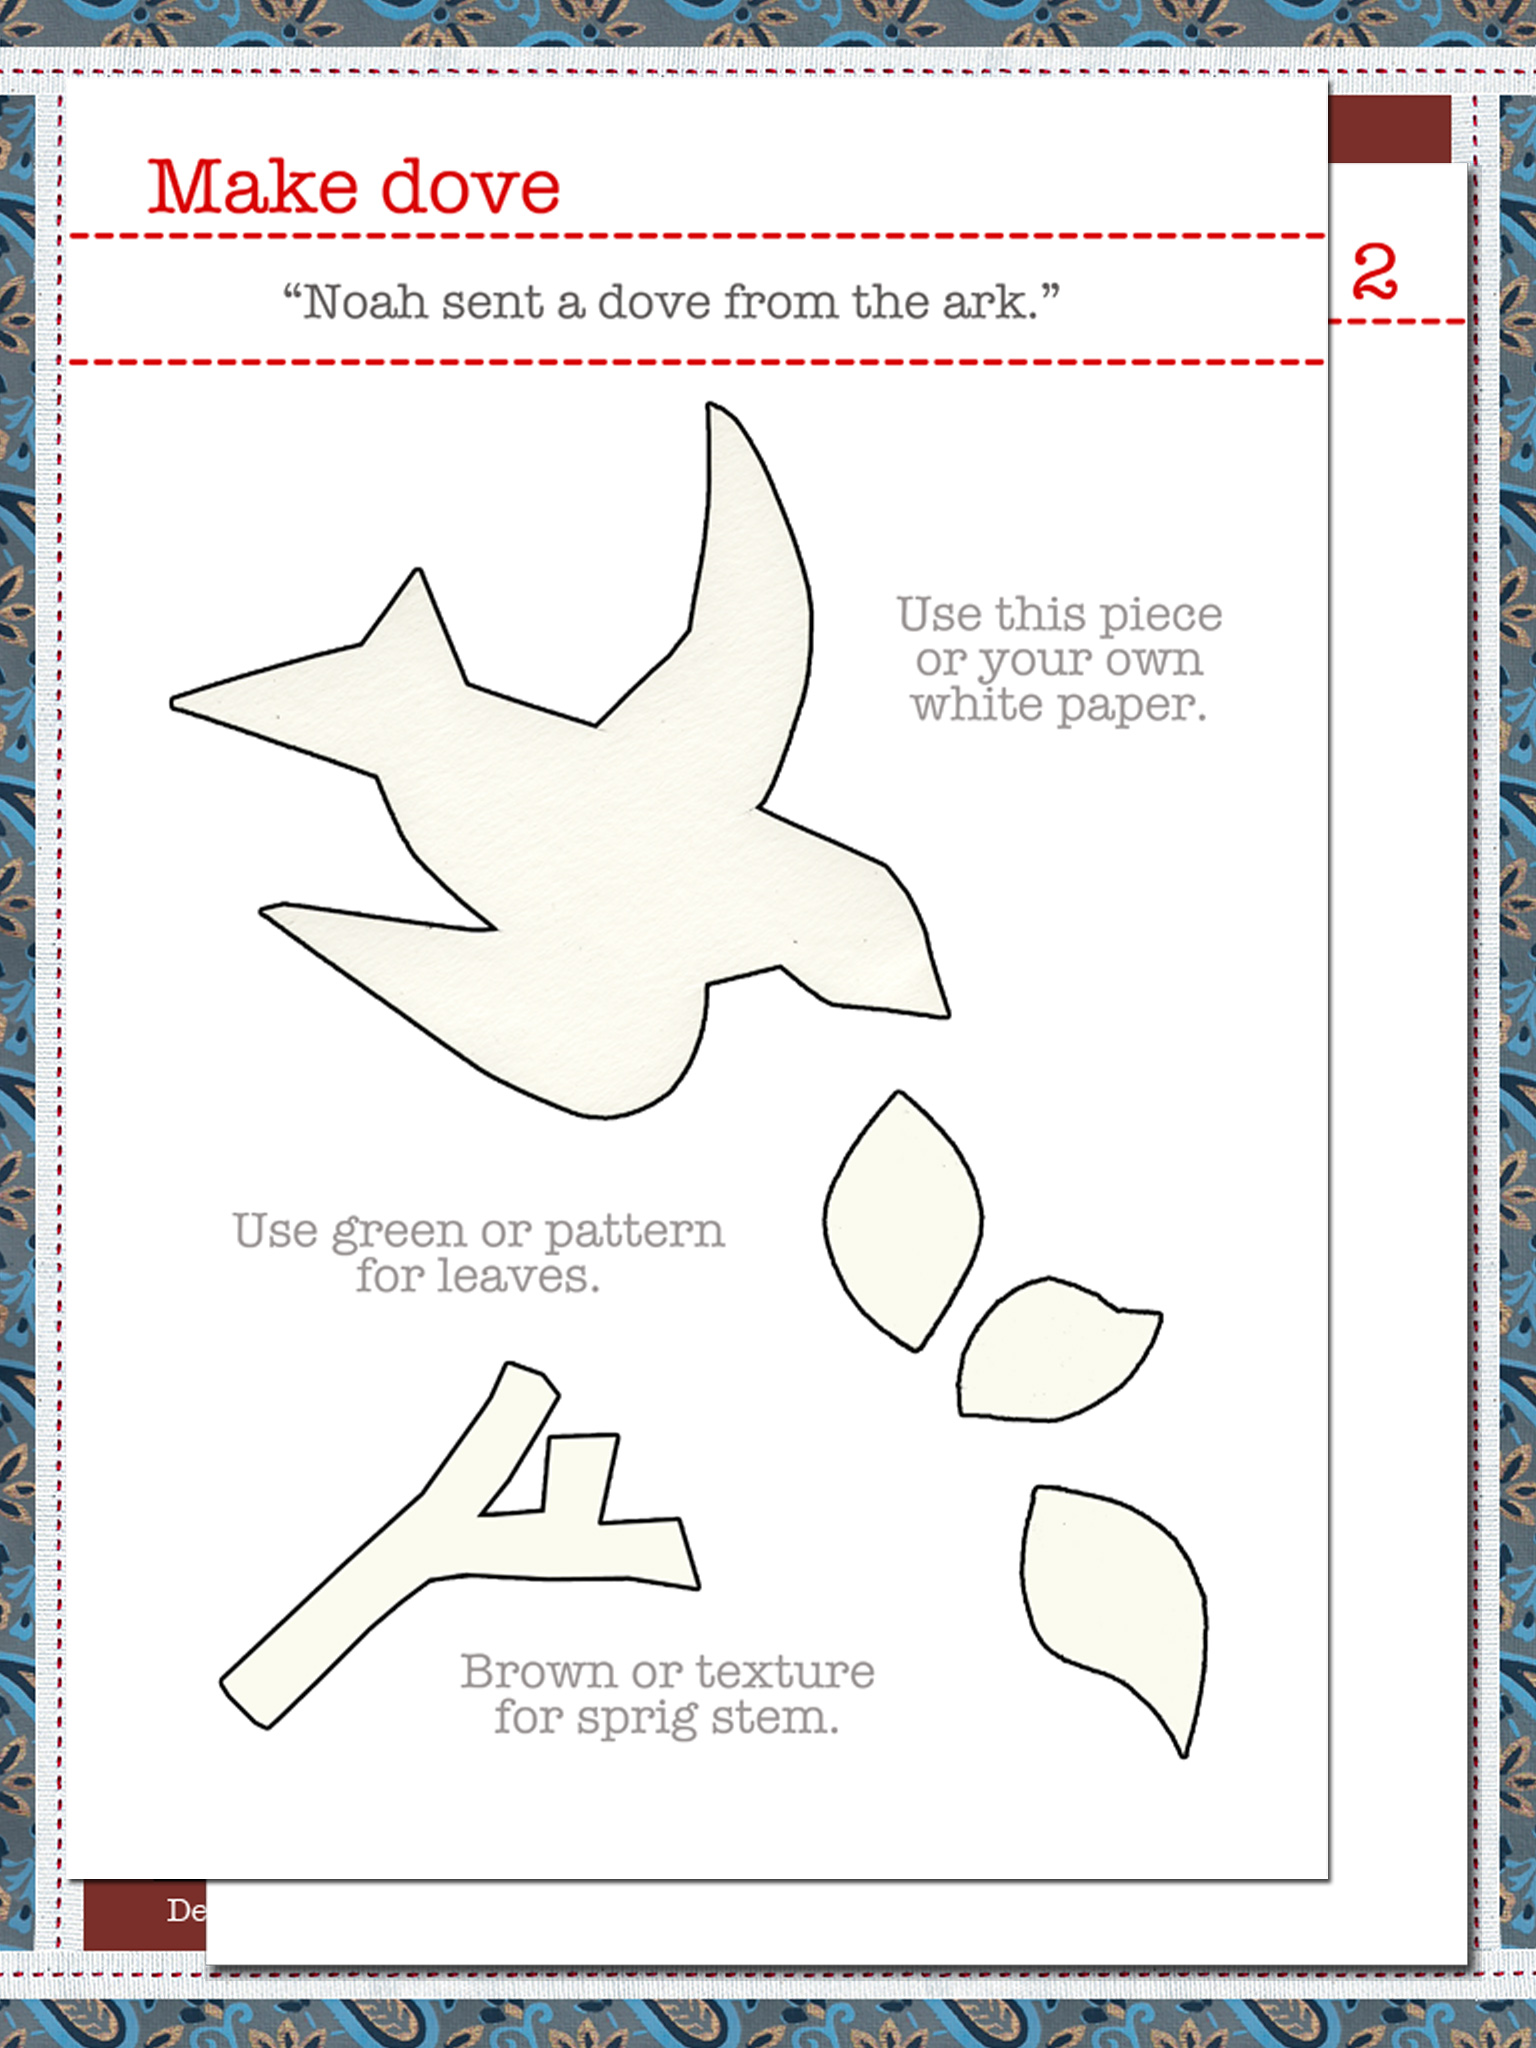 Make dove
2
“Noah sent a dove from the ark.”
Use this piece
or your own
white paper.
Use green or pattern
for leaves.
Brown or texture
for sprig stem.
De